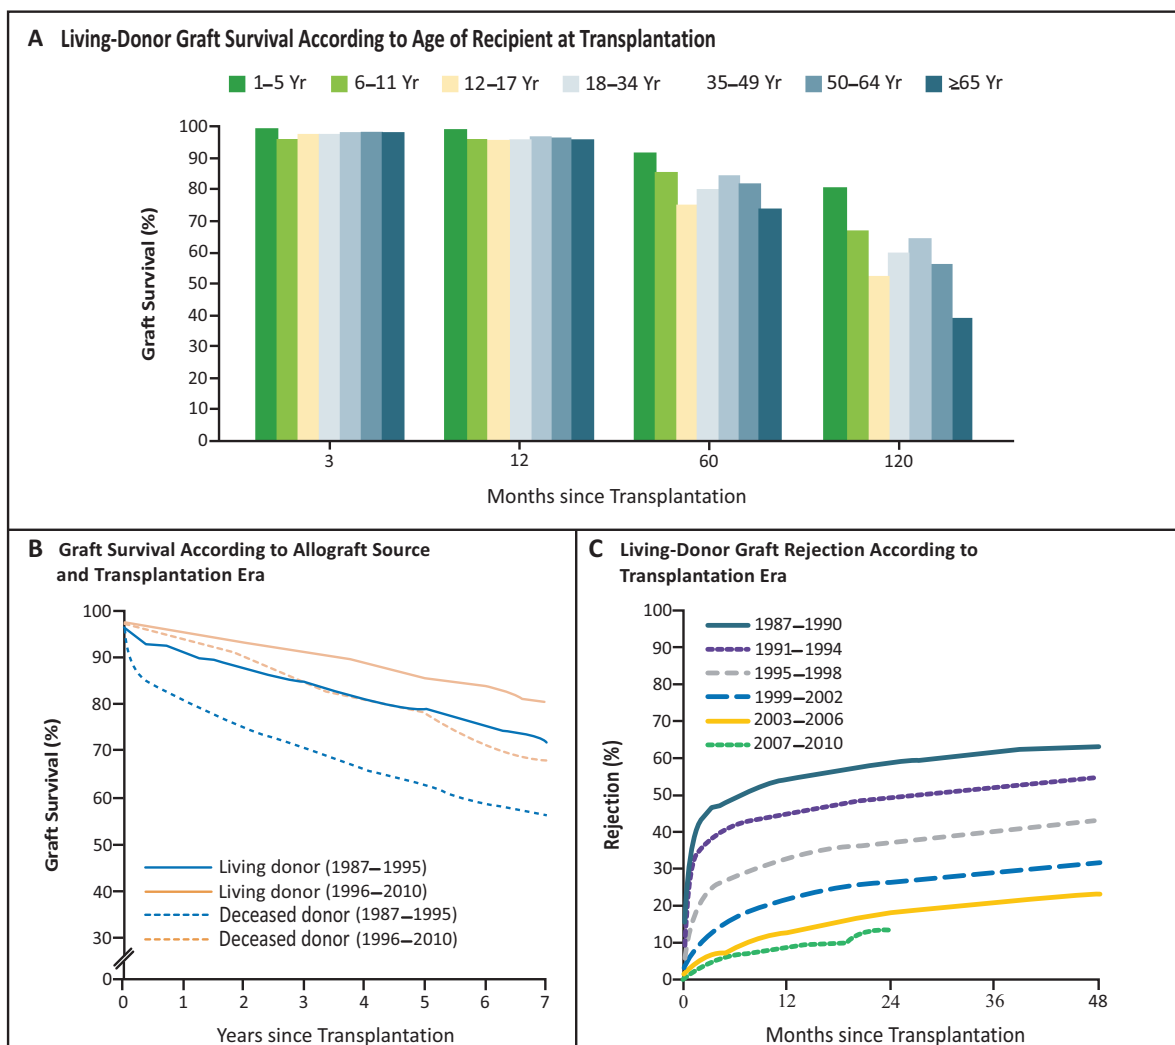 A Living-Donor Graft Survival According to Age of Recipient at Transplantation
1–5 Yr 6–11 Yr 12–17 Yr 18–34 Yr 35–49 Yr 50–64 Yr ≥65 Yr
Graft Survival (%)
100
90
80
70
60
50
40
30
20
10
0
3 12 60 120
Months since Transplantation
B Graft Survival According to Allograft Source
and Transplantation Era
Graft Survival (%)
100
90
80
70
60
50
40
30
0
Living donor (1987–1995)
Living donor (1996–2010)
Deceased donor (1987–1995)
Deceased donor (1996–2010)
0 1 2 3 4 5 6 7
Years since Transplantation
C Living-Donor Graft Rejection According to
Transplantation Era
Rejection (%)
100
90
80
70
60
50
40
30
20
10
0
1987–1990
1991–1994
1995–1998
1999–2002
2003–2006
2007–2010
0 12 24 36 48
Months since Transplantation